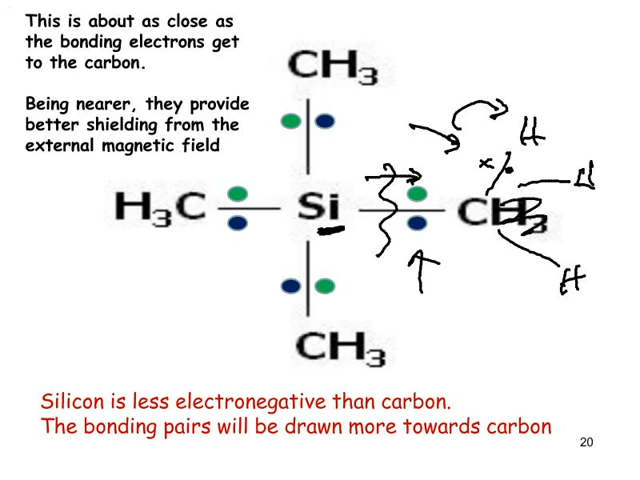 This is about as close as
the bonding electrons get
to the carbon.
Being nearer, they provide
better shielding from the
external magnetic field
CH3
H
x
H3C Si CH3
H
H
CH3
Silicon is less electronegative than carbon.
The bonding pairs will be drawn more towards carbon
20